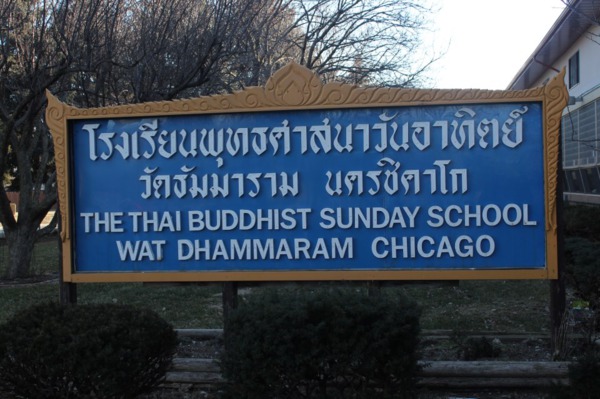 โรงเรียนพุทธศาสนาวันอาทิตย์
วัดธัมมาราม นครชิคาโก
THE THAI BUDDHIST SUNDAY SCHOOL
WAT DHAMMARAM CHICAGO